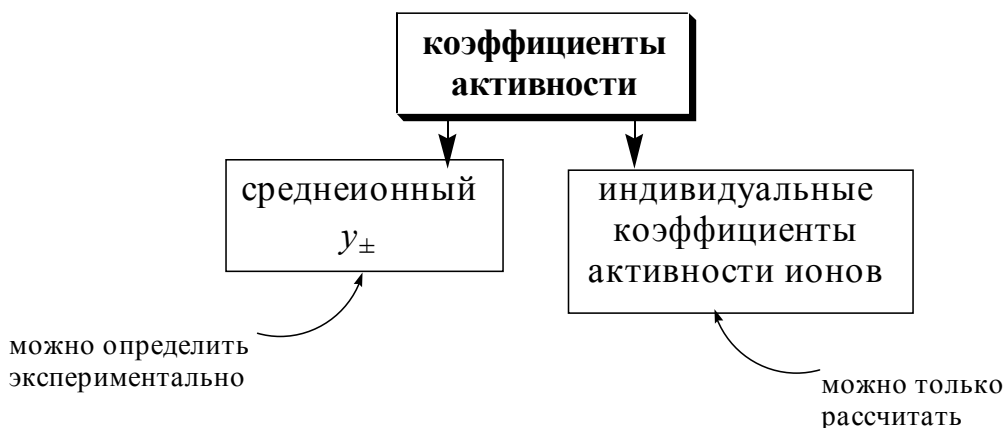 коэффициенты
активности
среднеионный
y±
индивидуальные
коэффициенты
активности ионов
можно определить
экспериментально
можно только
рассчитать